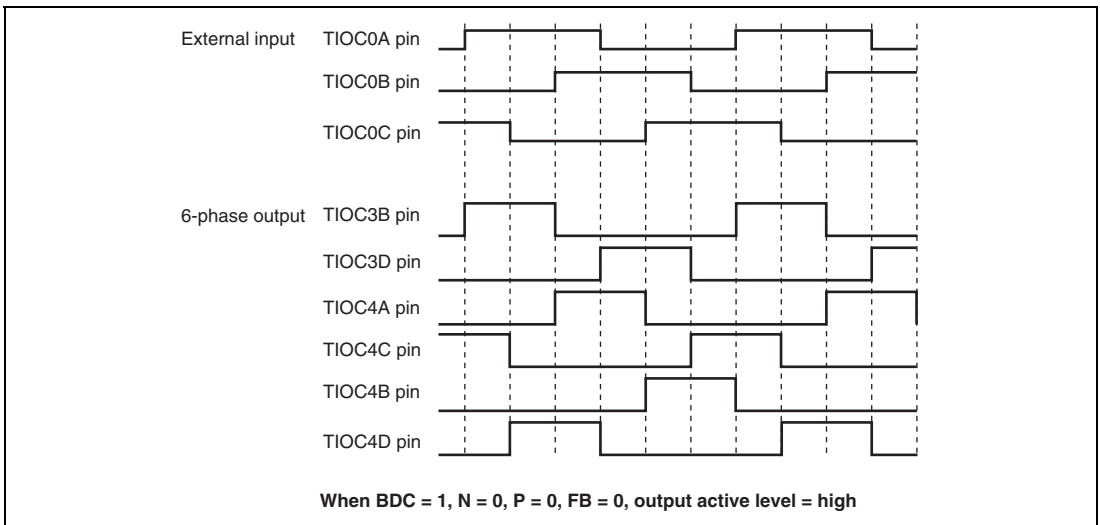 External input TIOC0A pin
TIOC0B pin
TIOC0C pin
6-phase output TIOC3B pin
TIOC3D pin
TIOC4A pin
TIOC4C pin
TIOC4B pin
TIOC4D pin
When BDC = 1, N = 0, P = 0, FB = 0, output active level = high